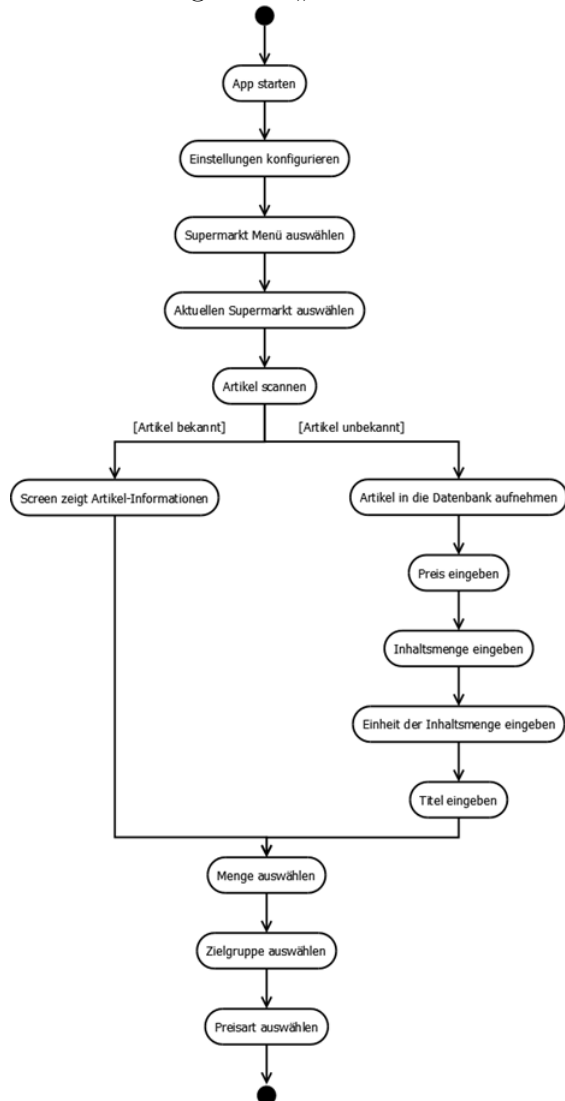 App starten
Einstellungen konfigurieren
Supermarkt Menü auswählen
Aktuellen Supermarkt auswählen
Artikel scannen
[Artikel bekannt]
[Artikel unbekannt]
Screen zeigt Artikel-Informationen
Artikel in die Datenbank aufnehmen
Preis eingeben
Inhaltsmenge eingeben
Einheit der Inhaltsmenge eingeben
Titel eingeben
Menge auswählen
Zielgruppe auswählen
Preisart auswählen